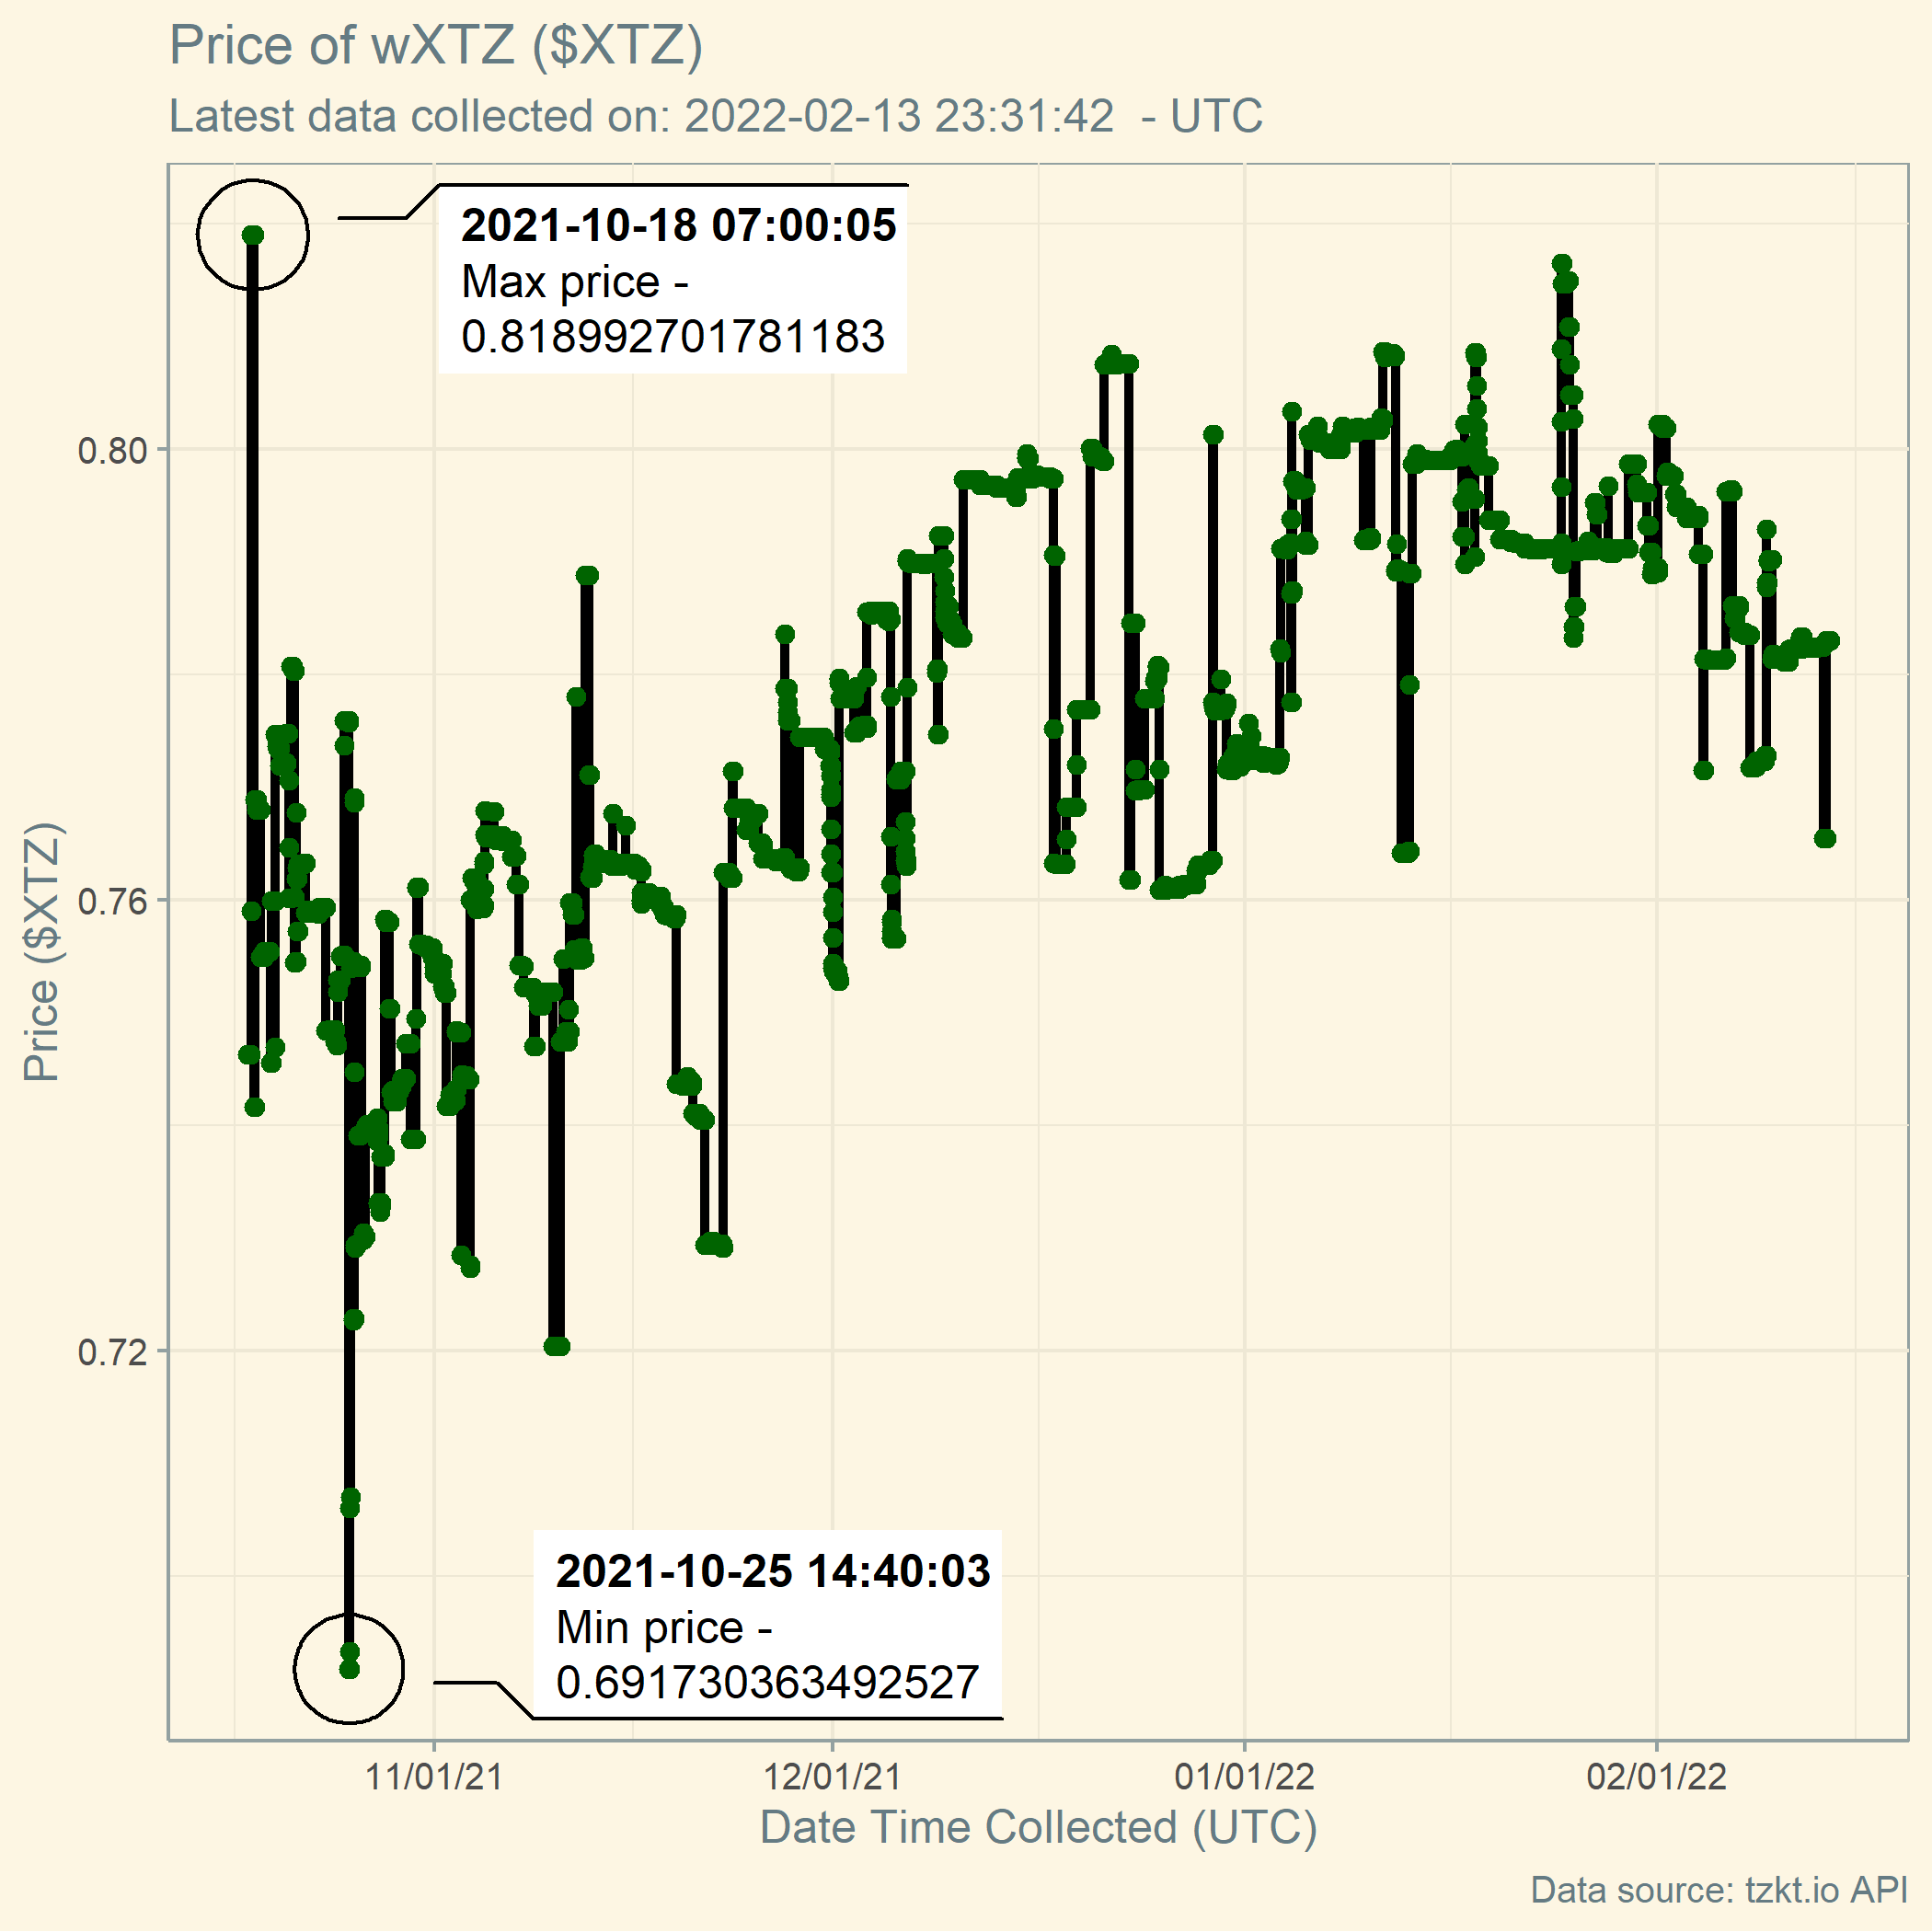 Price of wXTZ ($XTZ)
Latest data collected on: 2022-02-13 23:31:42  - UTC
2021-10-18 07:00:05
Max price -
0.818992701781183
0.80
0.76
0.72
Price ($XTZ)
2021-10-25 14:40:03
Min price -
0.691730363492527
11/01/21
12/01/21
01/01/22
02/01/22
Date Time Collected (UTC)
Data source: tzkt.io API